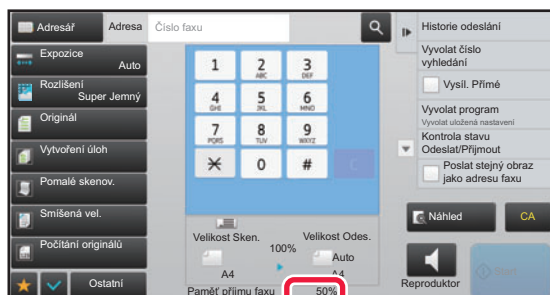 Adresář
Adresa
Číslo faxu
Expozice
Auto
Rozlišení
Super Jemný
Originál
Vytvoření úloh
Pomalé skenov.
Smíšená vel.
Počítání originálů
Ostatní
1
2
ABC
3
DEF
4
GHI
5
JKL
6
MNO
7
PQRS
8
TUV
9
WXYZ
0
#
C
Velikost Sken.
100%
Velikost Odes.
Auto
A4
A4
Paměť příjmu faxu
50%
Historie odeslání
Vyvolat číslo
vyhledání
Vysíl. Přímé
Vyvolat program
Vyvolat uložená nastavení
Kontrola stavu
Odeslat/Přijmout
Poslat stejný obraz
jako adresu faxu
Náhled
CA
Reproduktor
Start